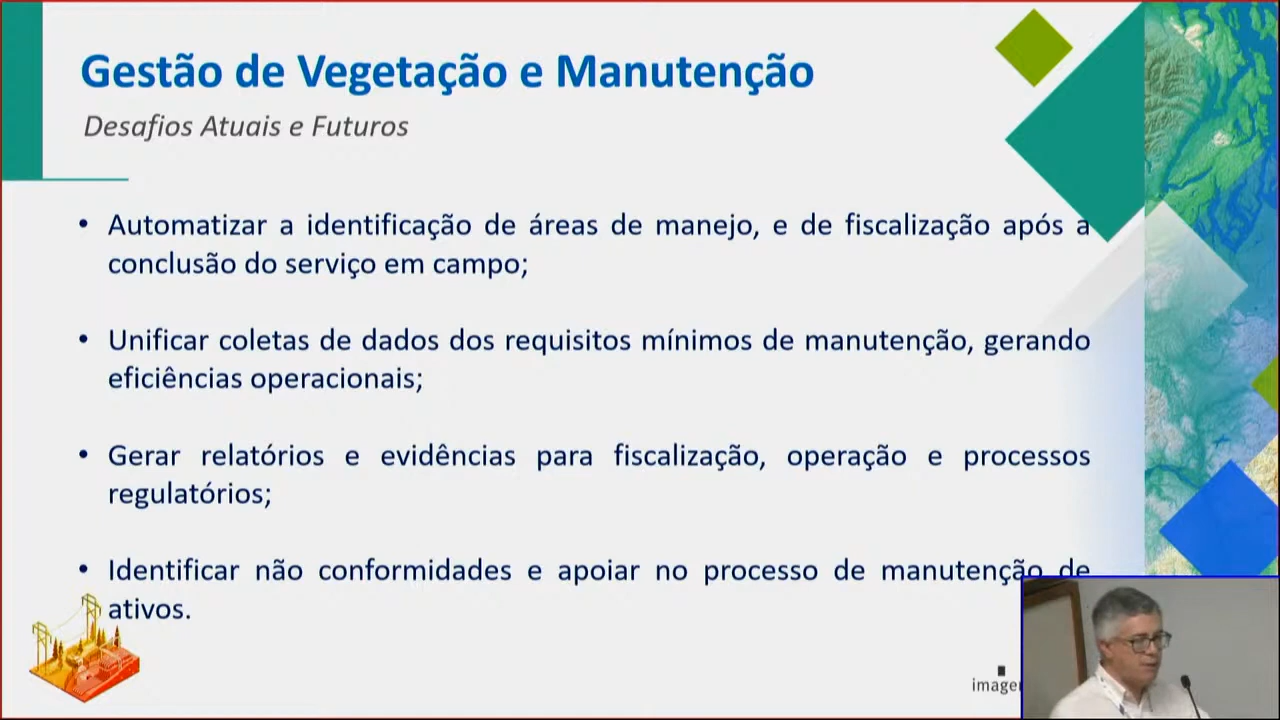 Gestão de Vegetação e Manutenção
Desafios Atuais e Futuros
• Automatizar a identificação de áreas de manejo, e de fiscalização após a
conclusão do serviço em campo;
• Unificar coletas de dados dos requisitos mínimos de manutenção, gerando
eficiências operacionais;
• Gerar relatórios e evidências para fiscalização, operação e processos
regulatórios;
• Identificar não conformidades e apoiar no processo de manutenção de
ativos.